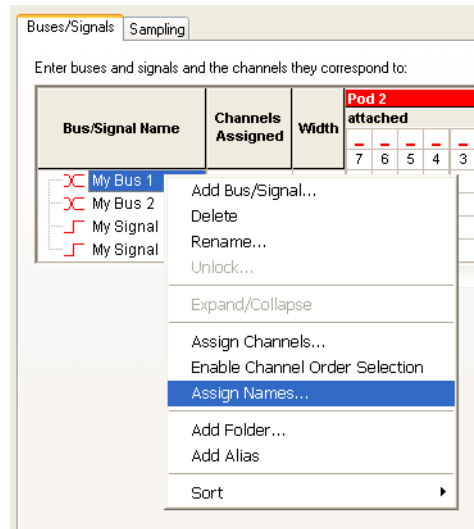 Buses/Signals Sampling
Enter buses and signals and the channels they correspond to:
Bus/Signal Name Channels Assigned Width Pod 2
attached
7 6 5 4 3
My Bus 1
My Bus 2
My Signal
My Signal
Add Bus/Signal...
Delete
Rename...
Unlock...
Expand/Collapse
Assign Channels...
Enable Channel Order Selection
Assign Names...
Add Folder...
Add Alias
Sort